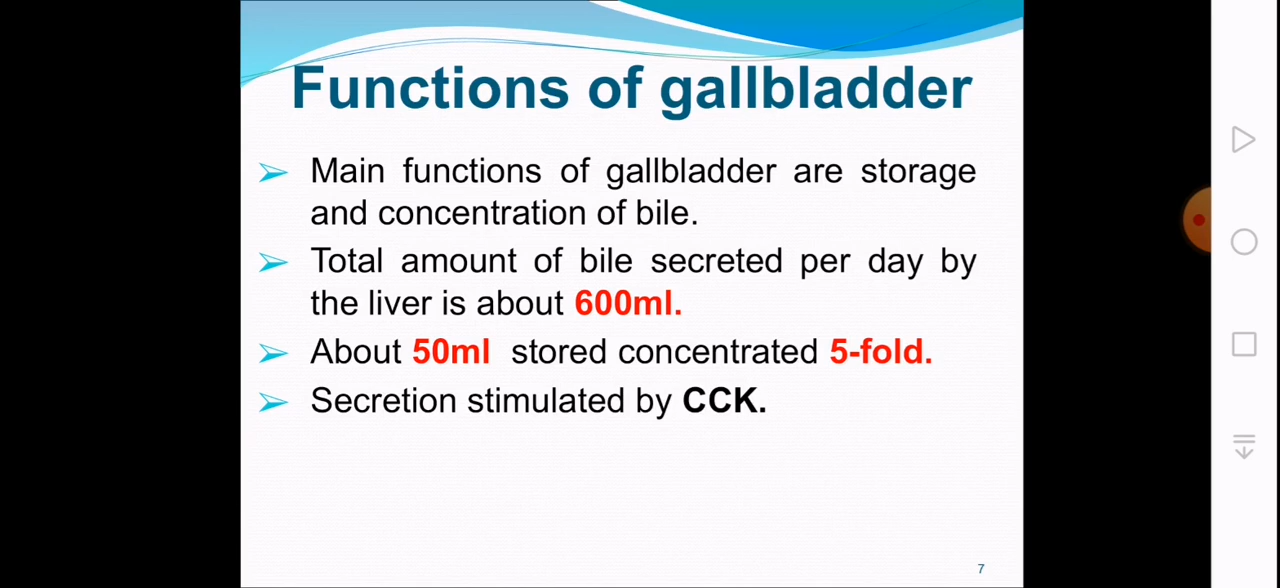 Functions of gallbladder
➢ Main functions of gallbladder are storage
and concentration of bile.
➢ Total amount of bile secreted per day by
the liver is about 600ml.
➢ About 50ml stored concentrated 5-fold.
➢ Secretion stimulated by CCK.
7